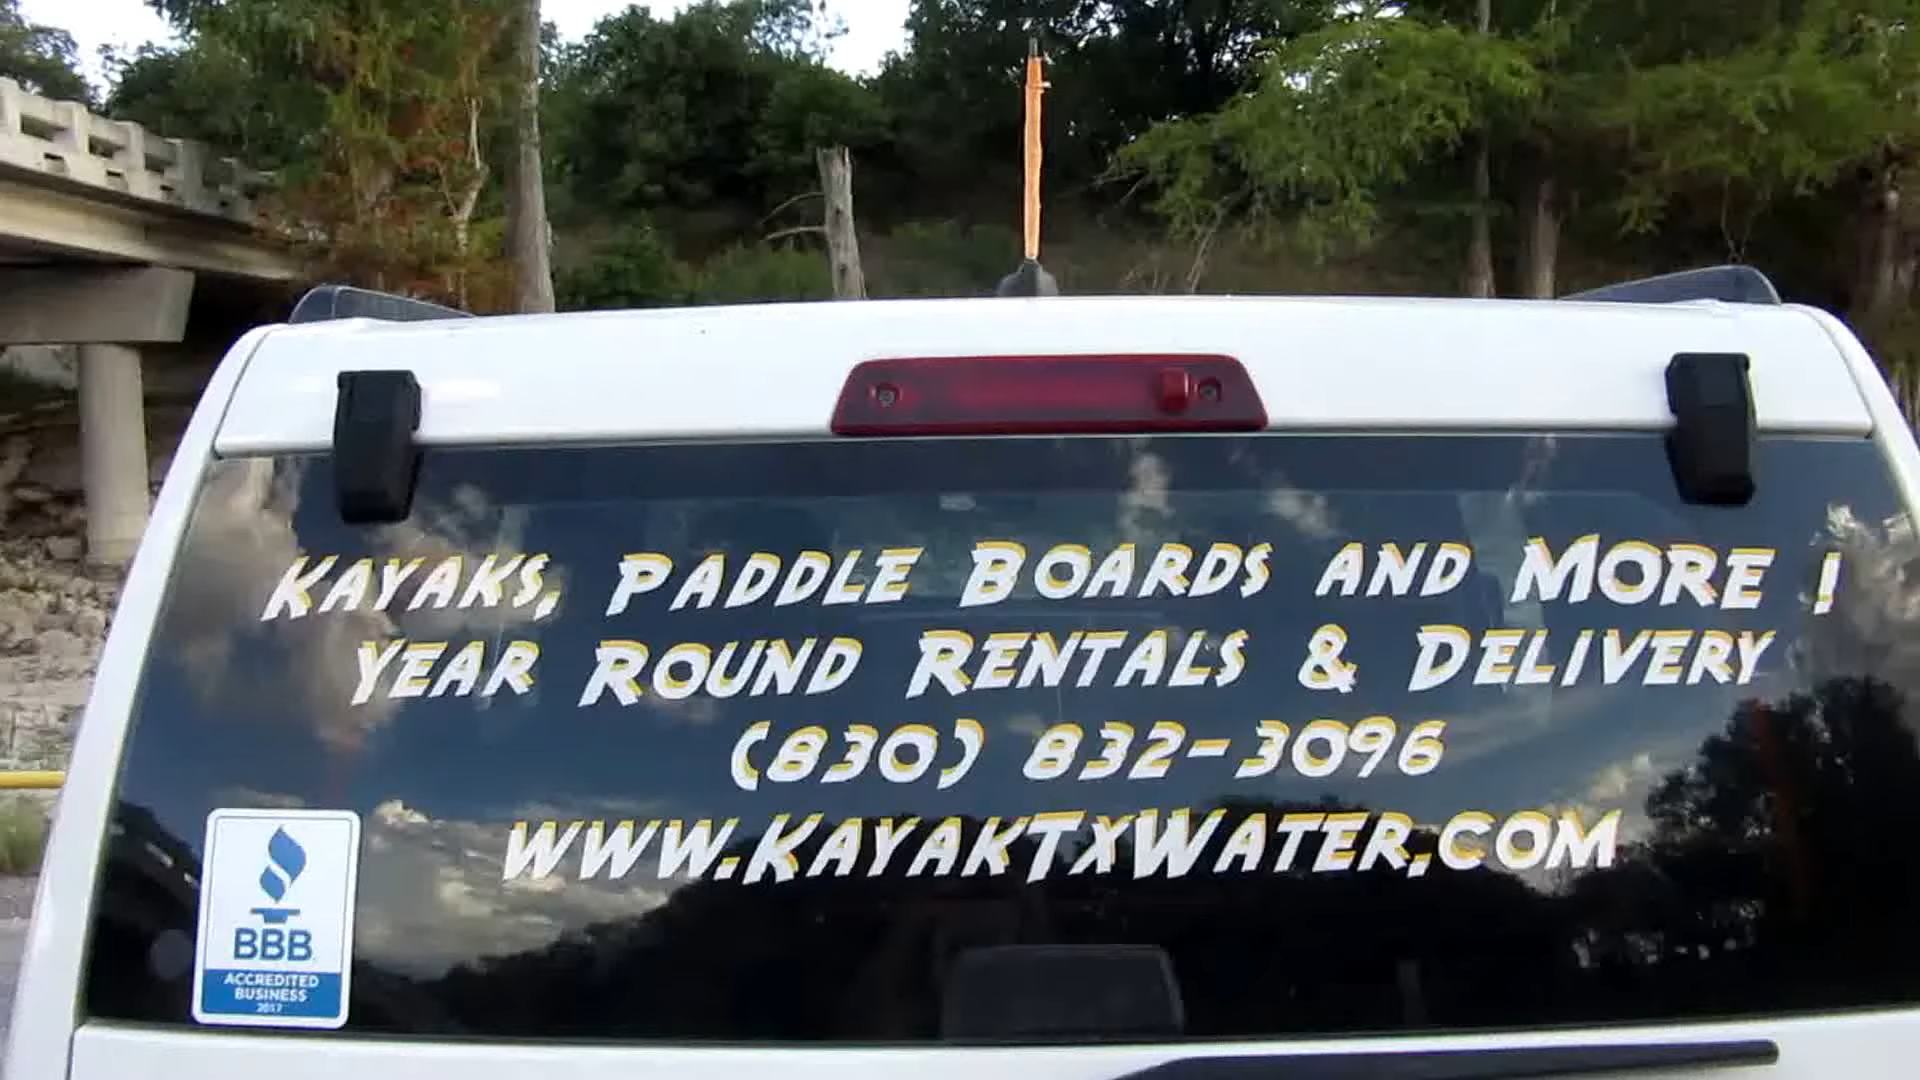 Kayaks, Paddle Boards and More !
Year Round Rentals & Delivery
(830) 832-3096
www.KayakTxWater.com
BBB
ACCREDITED
BUSINESS
2017